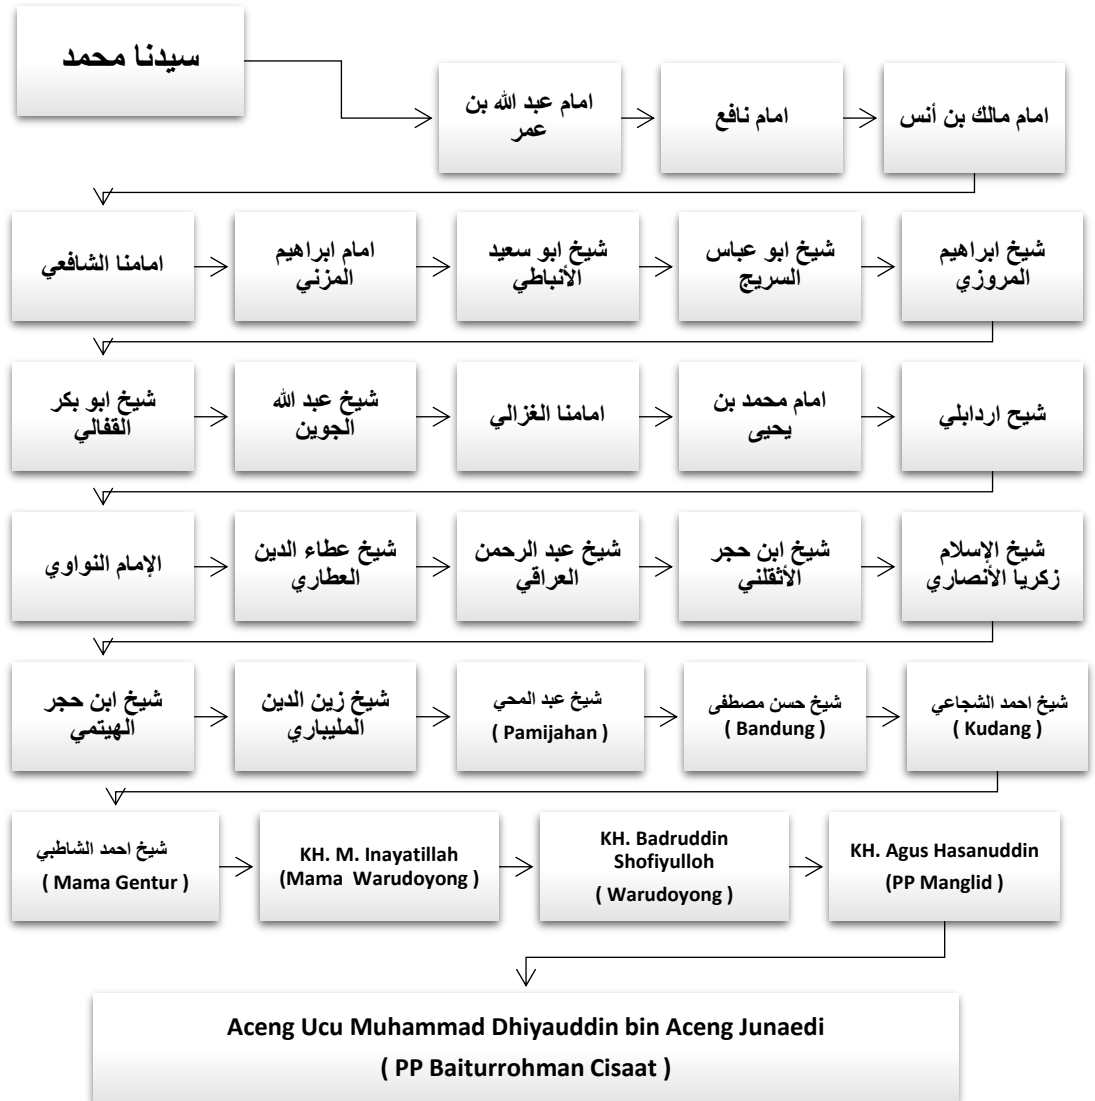 سيدنا محمد
امام عبد الله بن
عمر
امام نافع
امام مالك بن أنس
امامنا الشافعي
امام ابراهيم
المزني
شيخ ابو سعيد
الأنباطي
شيخ ابو عباس
السريج
شيخ ابراهيم
المروزي
شيخ ابو بكر
القفالي
شيخ عبد الله
الجوين
امامنا الغزالي
امام محمد بن
يحيى
شيح اردابلي
الإمام النواوي
شيخ عطاء الدين
العطاري
شيخ عبد الرحمن
العراقي
شيخ ابن حجر
الأثقلني
شيخ الإسلام
زكريا الأنصاري
شيخ ابن حجر
الهيتمي
شيخ زين الدين
المليباري
شيخ عبد المحي
( Pamijahan )
شيخ حسن مصطفى
( Bandung )
شيخ احمد الشجاعي
( Kudang )
شيخ احمد الشاطبي
( Mama Gentur )
KH. M. Inayatillah
(Mama Warudoyong )
KH. Badruddin
Shofiyulloh
( Warudoyong )
KH. Agus Hasanuddin
(PP Manglid )
Aceng Ucu Muhammad Dhiyauddin bin Aceng Junaedi
( PP Baiturrohman Cisaat )